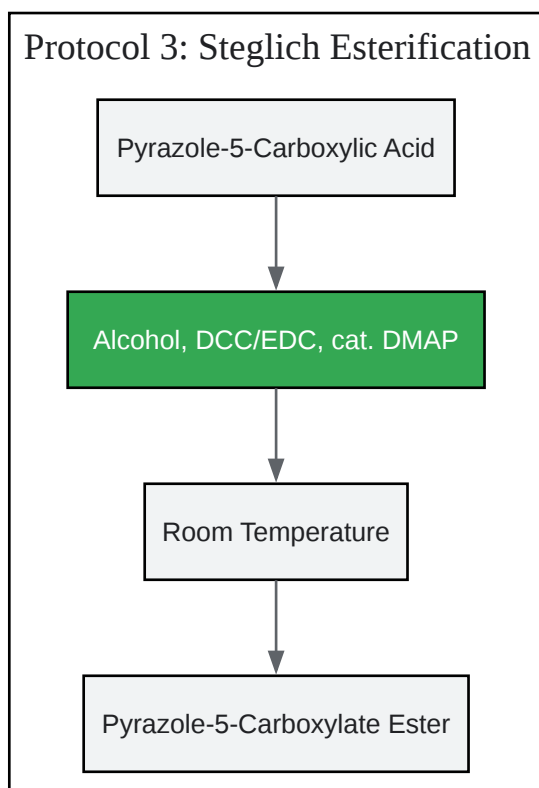 Protocol 3: Steglich Esterification
Pyrazole-5-Carboxylic Acid
Alcohol, DCC/EDC, cat. DMAP
Room Temperature
Pyrazole-5-Carboxylate Ester